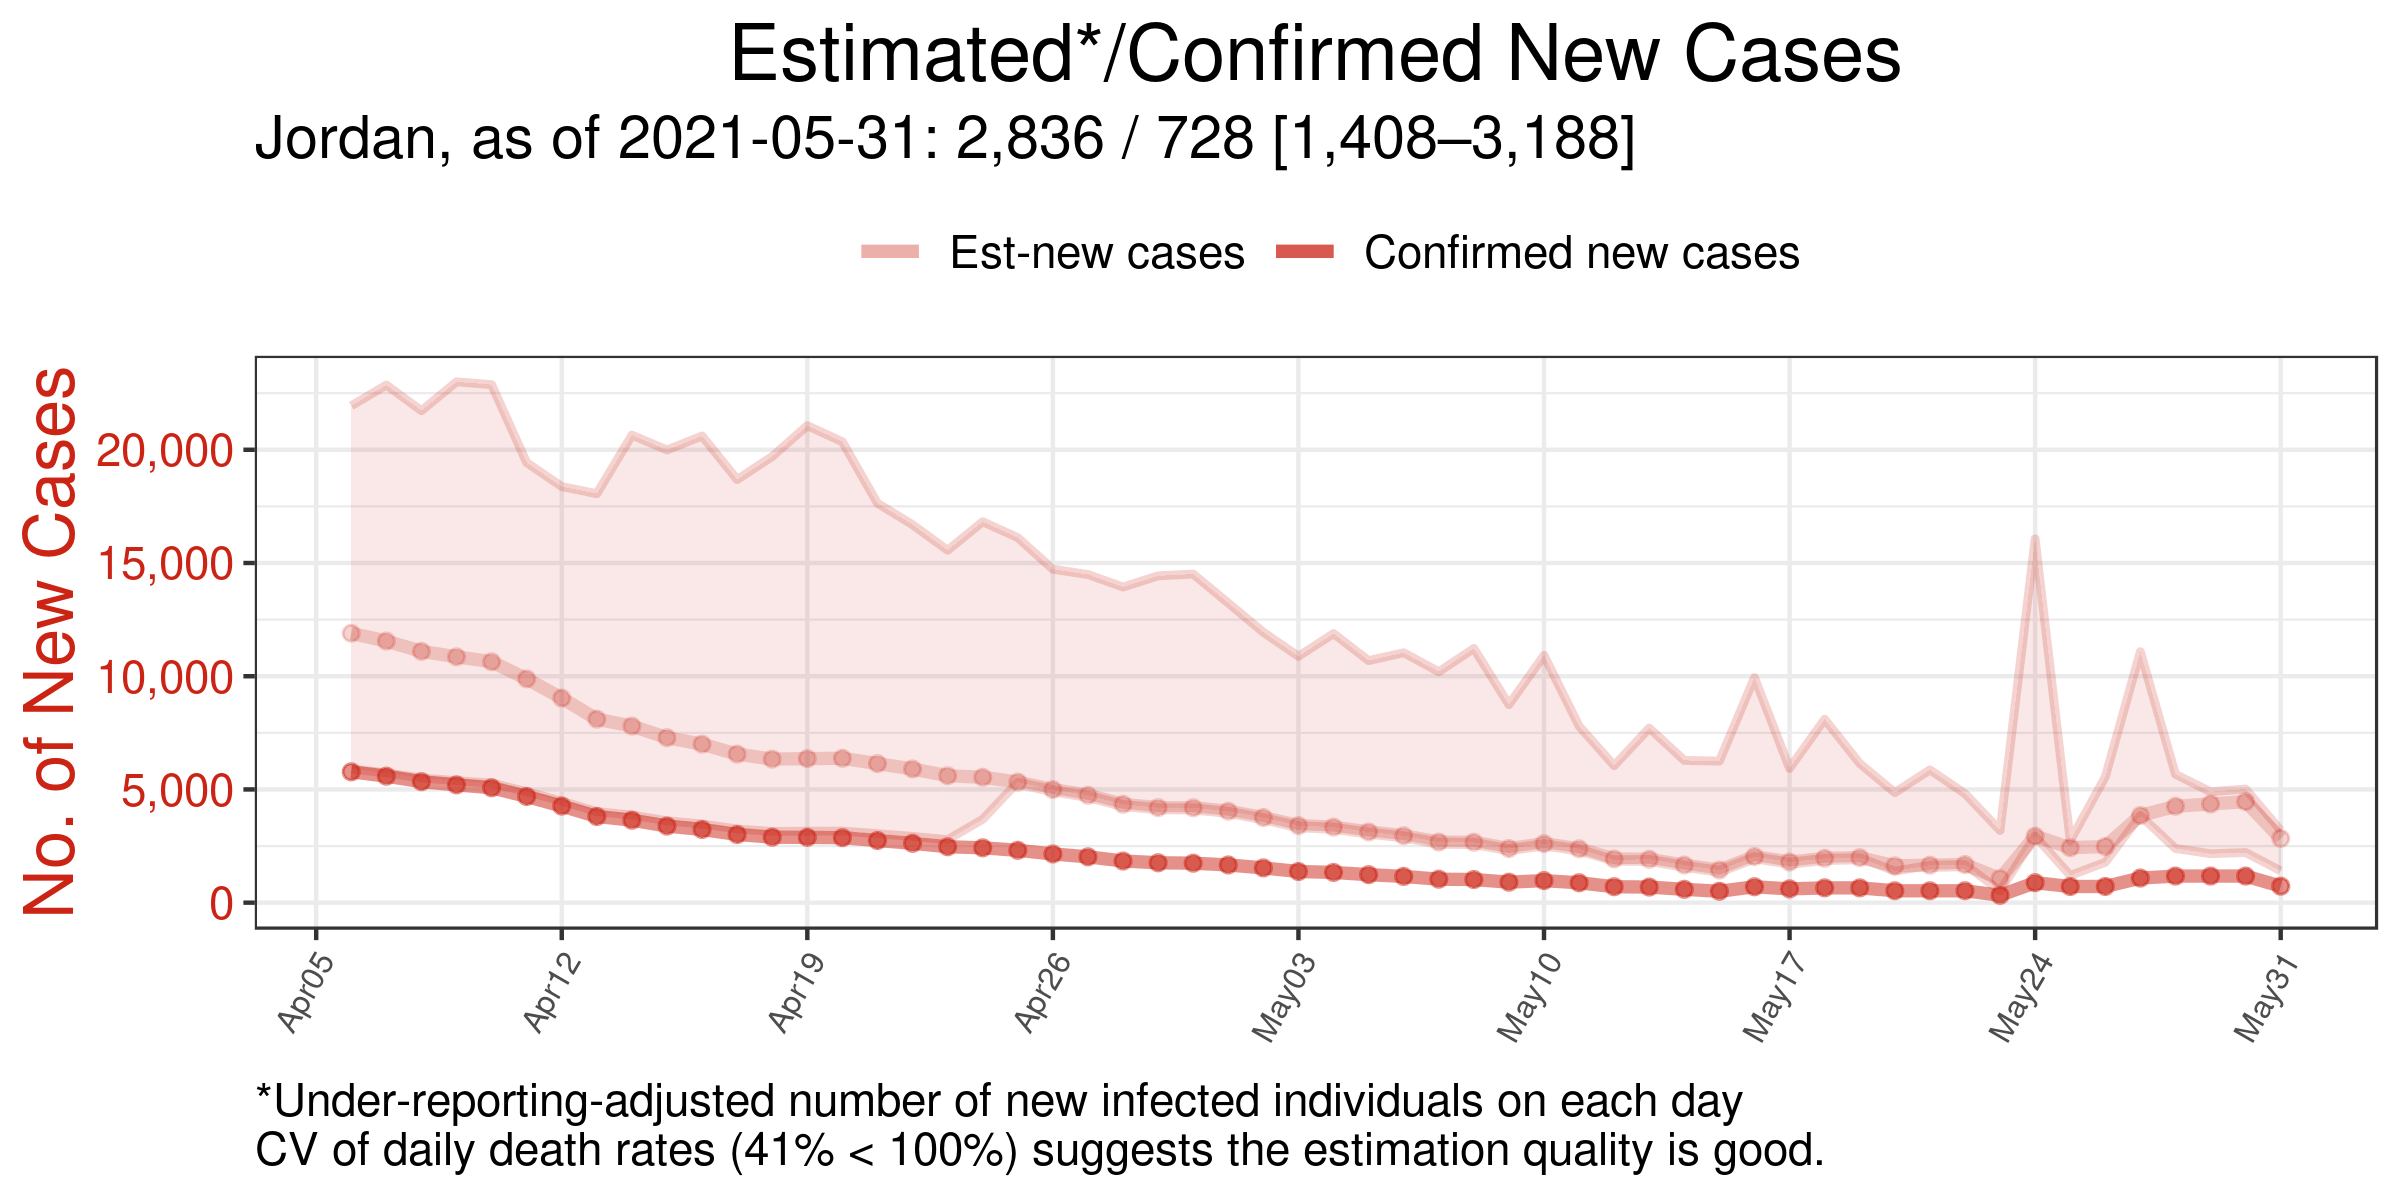 Estimated*/Confirmed New Cases
Jordan, as of 2021-05-31: 2,836 / 728 [1,408–3,188]
Est-new cases Confirmed new cases
No. of New Cases
20,000
15,000
10,000
5,000
0
Apr05 Apr12 Apr19 Apr26 May03 May10 May17 May24 May31
*Under-reporting-adjusted number of new infected individuals on each day
CV of daily death rates (41% < 100%) suggests the estimation quality is good.